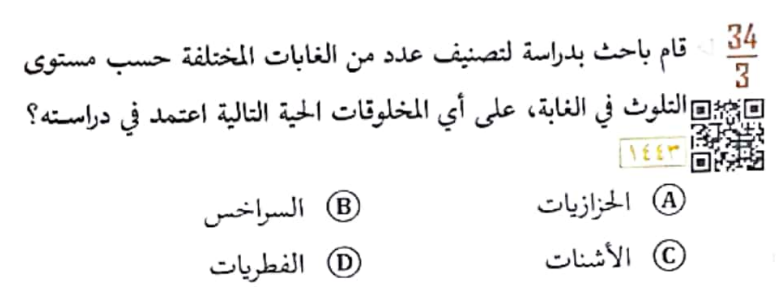 34
3
قام باحث بدراسة لتصنيف عدد من الغابات المختلفة حسب مستوى
التلوث في الغابة، على أي المخلوقات الحية التالية اعتمد في دراسته؟
١٤٤٣
A الحزازيات B السراخس
C الأشنات D الفطريات